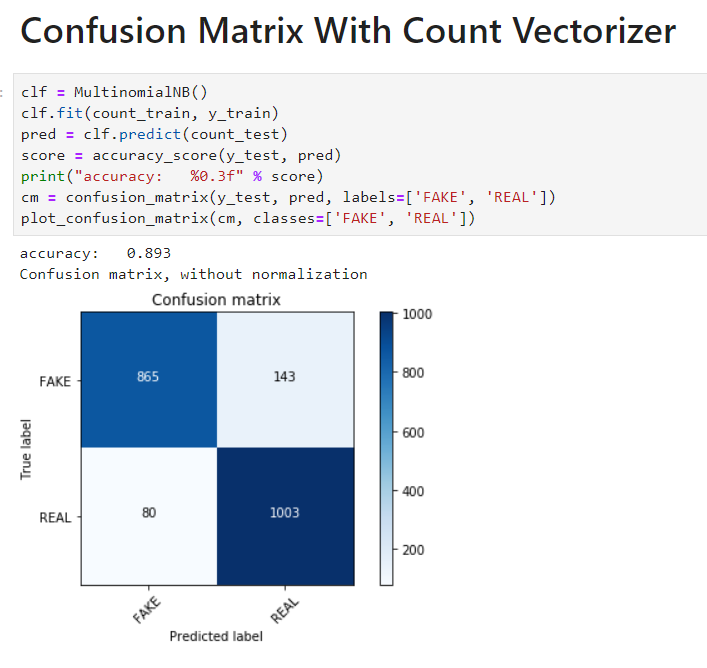 Confusion Matrix With Count Vectorizer
:
clf = MultinomialNB()
clf.fit(count_train, y_train)
pred = clf.predict(count_test)
score = accuracy_score(y_test, pred)
print("accuracy:   %0.3f" % score)
cm = confusion_matrix(y_test, pred, labels=['FAKE', 'REAL'])
plot_confusion_matrix(cm, classes=['FAKE', 'REAL'])
accuracy:   0.893
Confusion matrix, without normalization
Confusion matrix
True label
FAKE
865
143
REAL
80
1003
FAKE
REAL
Predicted label
1000
800
600
400
200